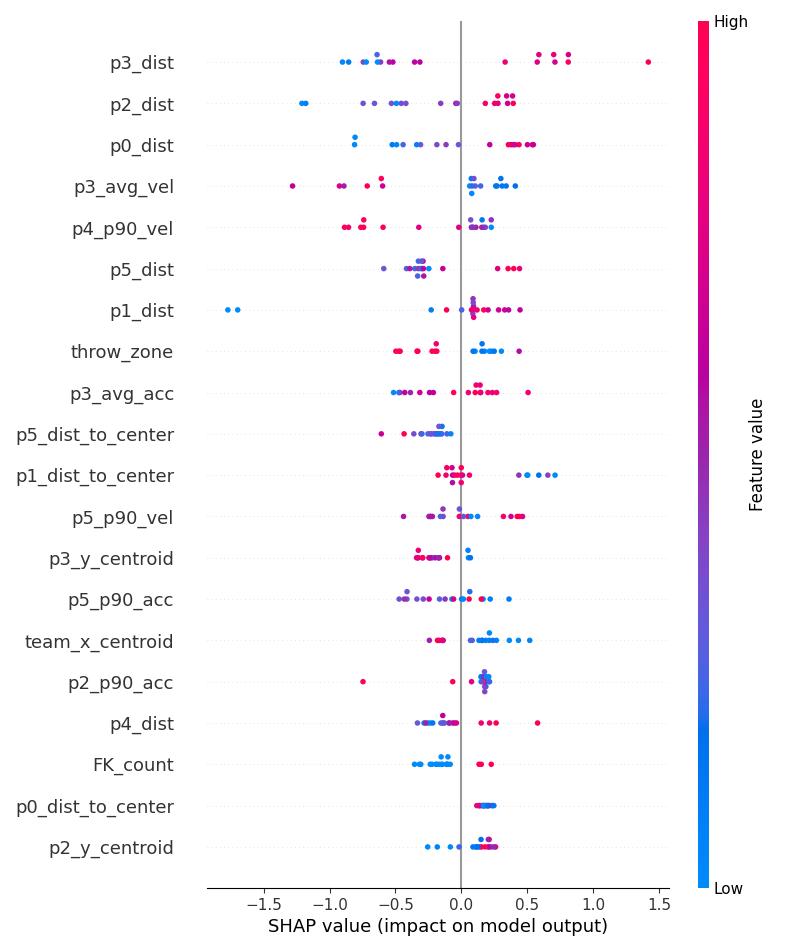 High
p3_dist
p2_dist
p0_dist
p3_avg_vel
p4_p90_vel
p5_dist
p1_dist
throw_zone
p3_avg_acc
p5_dist_to_center
p1_dist_to_center
p5_p90_vel
p3_y_centroid
p5_p90_acc
team_x_centroid
p2_p90_acc
p4_dist
FK_count
p0_dist_to_center
p2_y_centroid
Feature value
Low
−1.5 −1.0 −0.5 0.0 0.5 1.0 1.5
SHAP value (impact on model output)